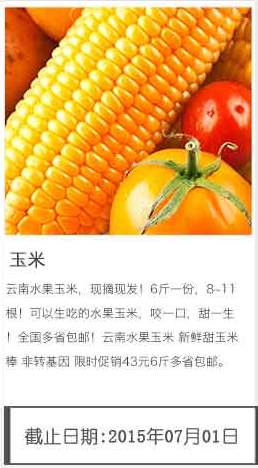 玉米
云南水果玉米，现摘现发！6斤一份，8~11
根！可以生吃的水果玉米，咬一口，甜一生
！全国多省包邮！云南水果玉米 新鲜甜玉米
棒 非转基因 限时促销43元6斤多省包邮。
截止日期:2015年07月01日